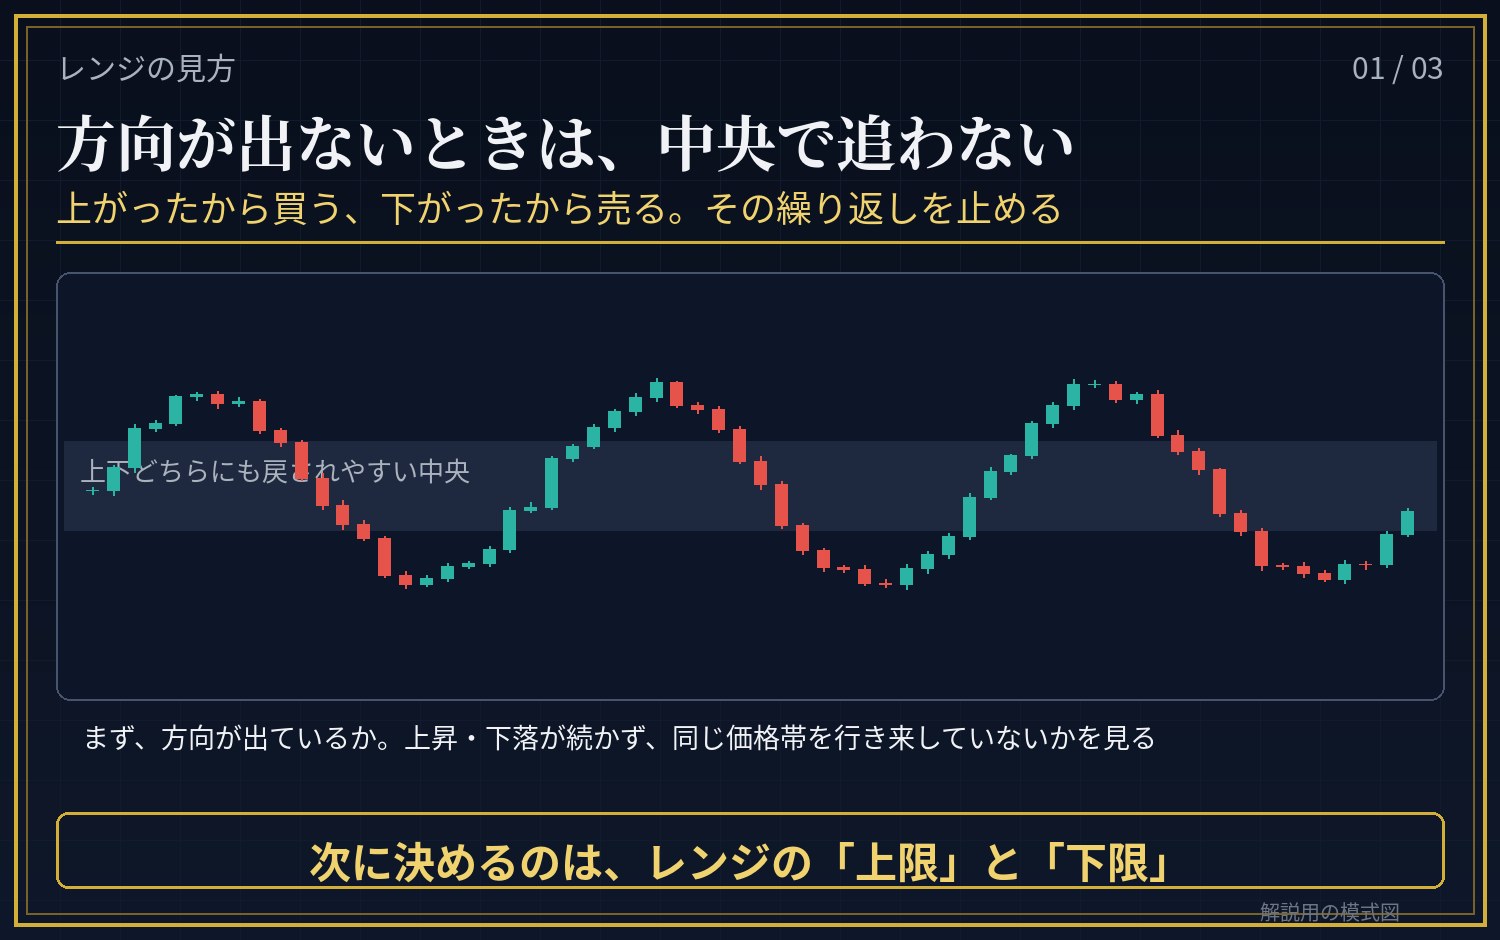 レンジの見方
01 / 03
方向が出ないときは、中央で追わない
上がったから買う、下がったから売る。その繰り返しを止める
上下どちらにも戻されやすい中央
まず、方向が出ているか。上昇・下落が続かず、同じ価格帯を行き来していないかを見る
次に決めるのは、レンジの「上限」と「下限」
解説用の模式図